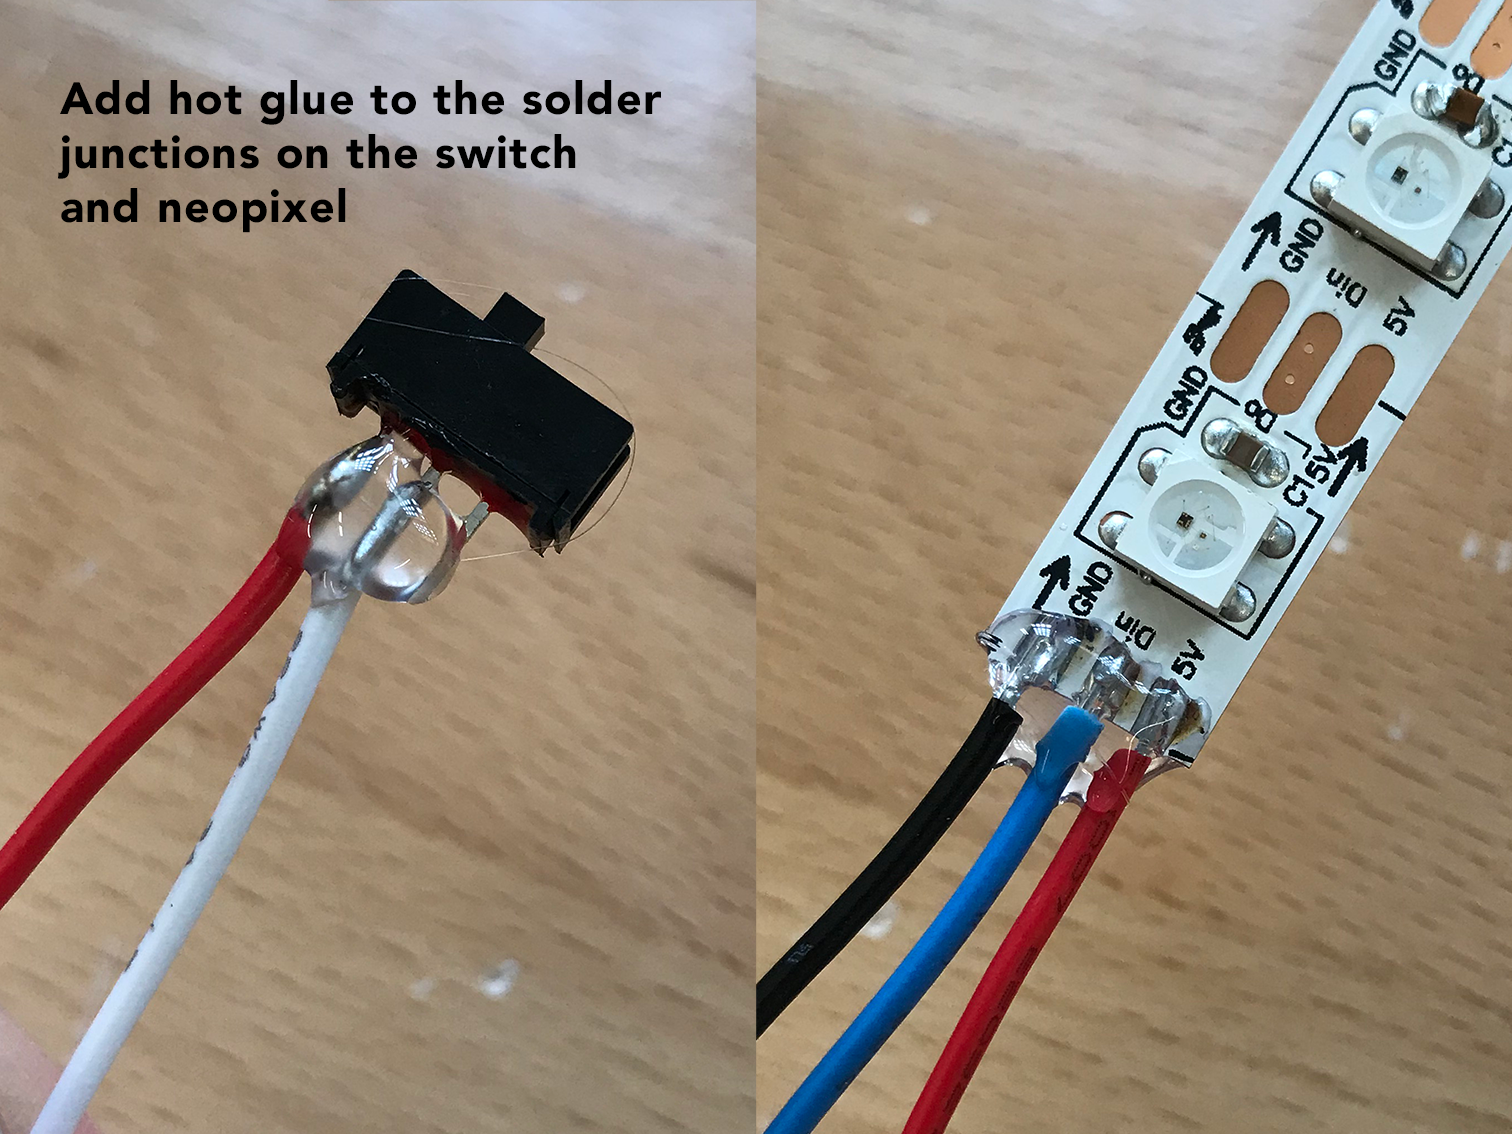 Add hot glue to the solder
junctions on the switch
and neopixel
GND
GND
Din
5V
GND
C1
5V
GND
Din
5V